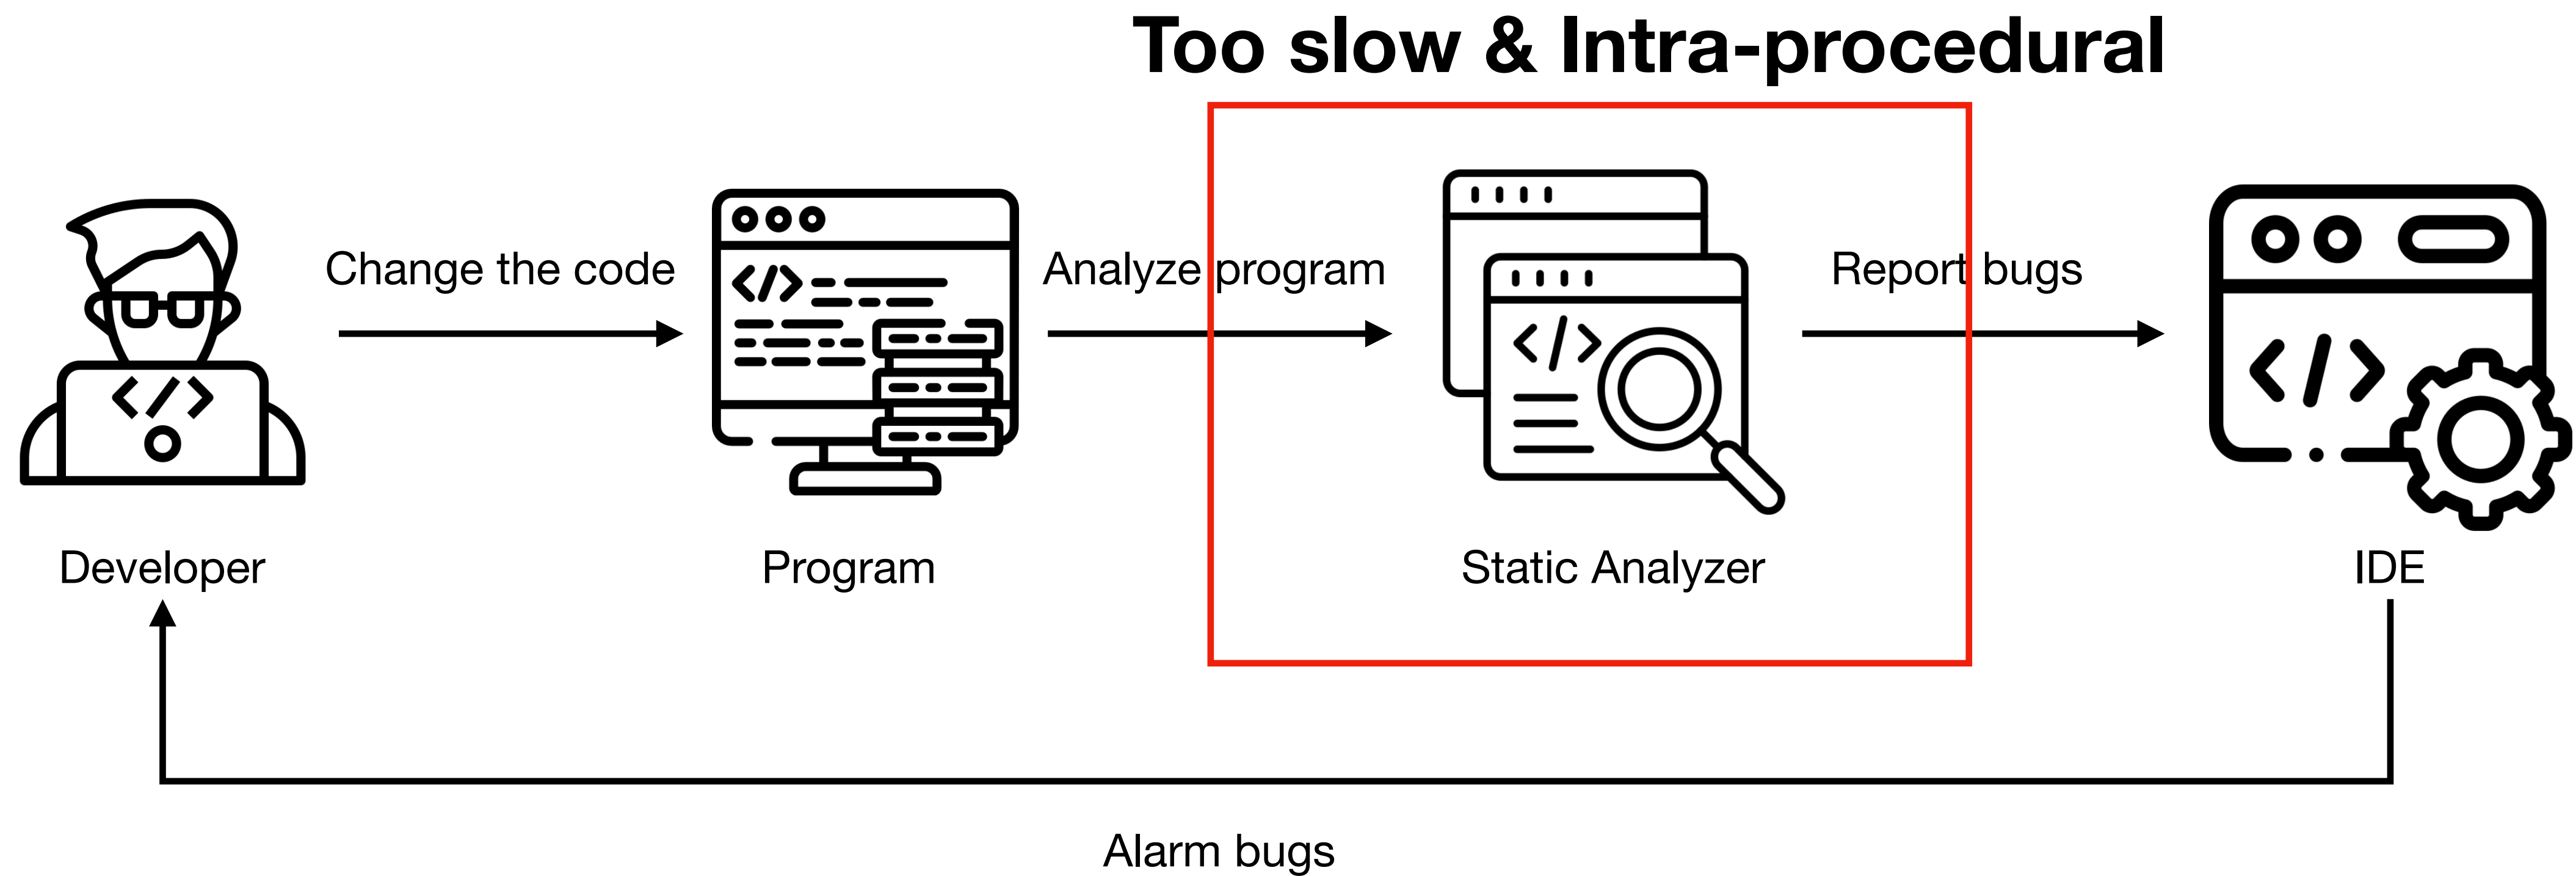 Too slow & Intra-procedural
Change the code
Analyze program
Report bugs
Developer
Program
Static Analyzer
IDE
Alarm bugs